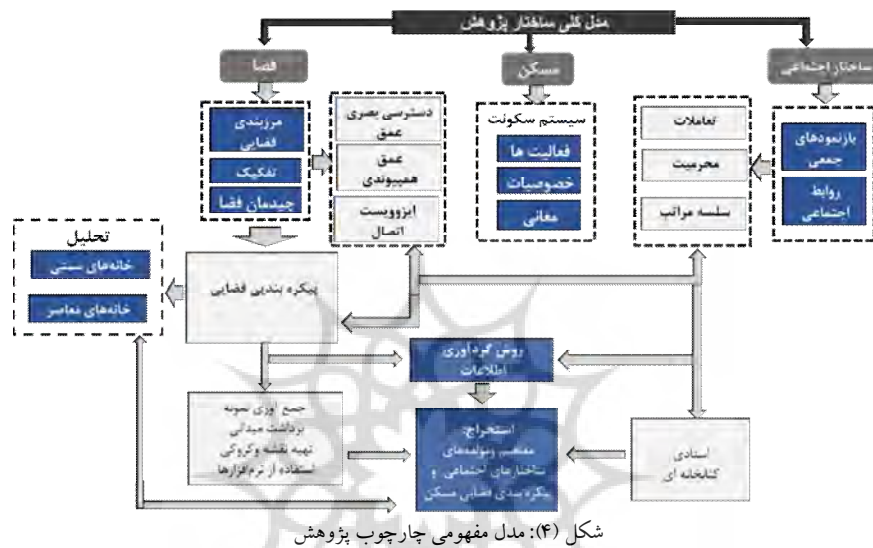 مدل کلی ساختار پژوهش
ساختار اجتماعی
مسکن
فضا
بازنمودهای
جمعی
روابط
اجتماعی
تعاملات
محرمیت
سلسه مراتب
سیستم سکونت
فعالیت ها
خصوصیات
معانی
دسترسی بصری
عمق
عمق
همپیوندی
ایزوویست
اتصال
مرزبندی
فضایی
تفکیک
چیدمان فضا
تحلیل
خانه‌های سنتی
خانه‌های معاصر
پیکره بندیی فضایی
روش گردآوری
اطلاعات
جمع آوری نمونه
برداشت میدانی
تهیه نقشه وکروکی
استفاده از نرم‌افزارها
استخراج:
مفاهیم ومولفه‌های
ساختارهای اجتماعی و
پیکره بندی فضایی مسکن
اسنادی
کتابخانه ای
شکل (۴): مدل مفهومی چارچوب پژوهش